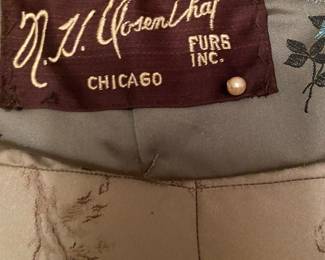 N. H. Rosenthal
FURS
INC.
CHICAGO